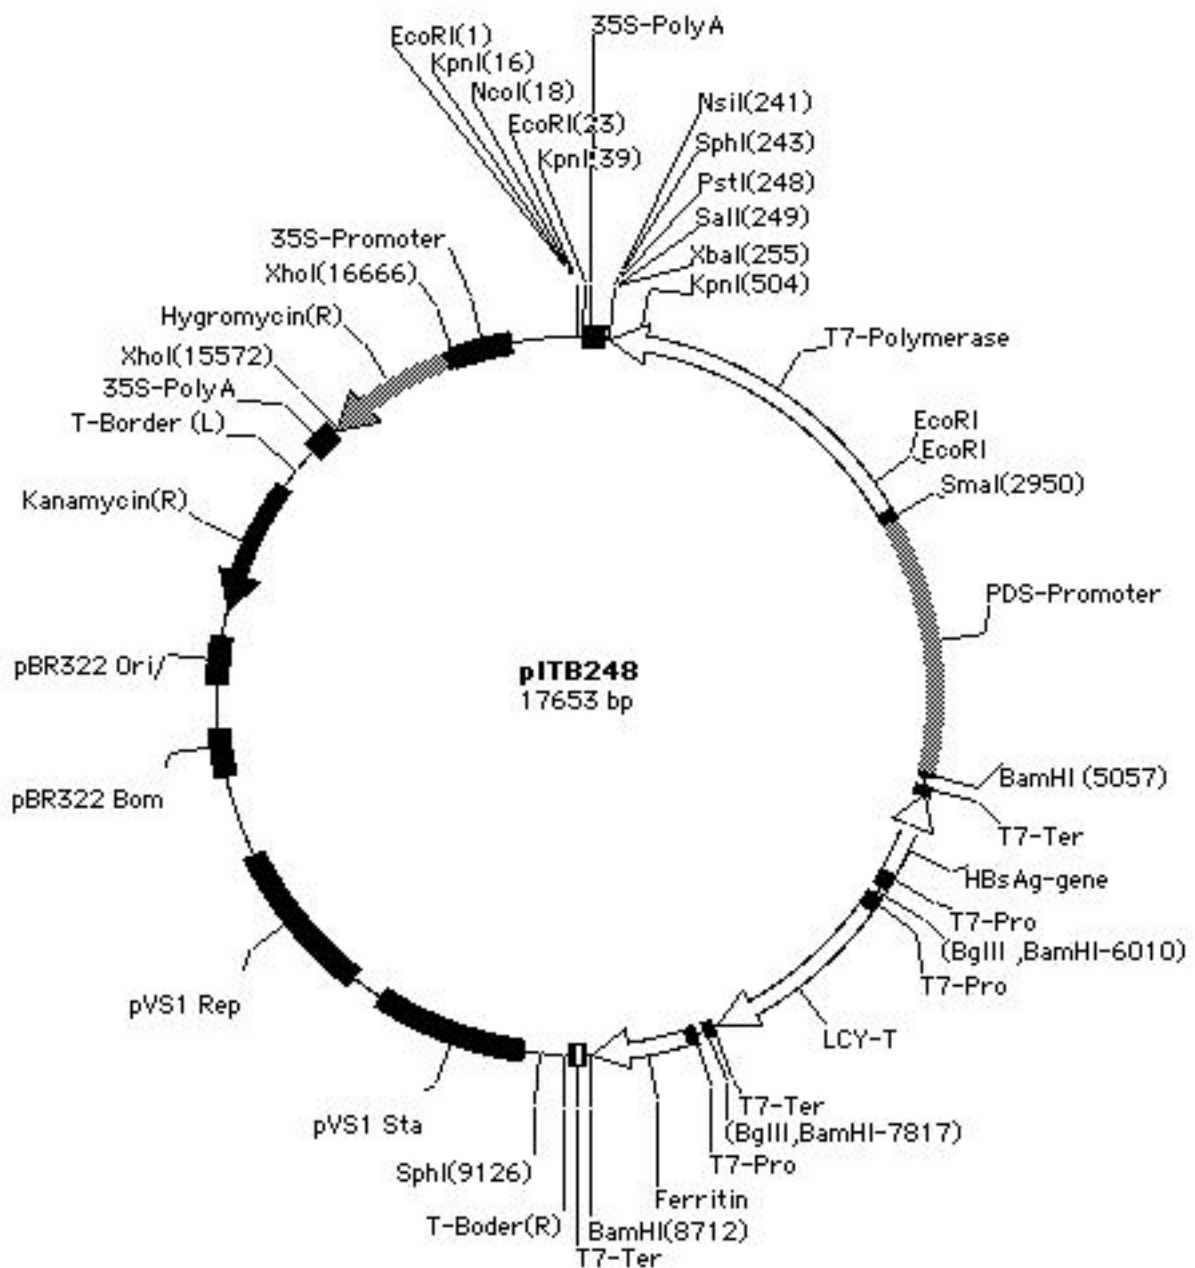 35S-PolyA
EcoRI(1)
KpnI(16)
NcoI(18)
EcoRI(23)
KpnI(39)
NsiI(241)
SphI(243)
PstI(248)
SalI(249)
XbaI(255)
KpnI(504)
35S-Promoter
XhoI(16666)
Hygromycin(R)
XhoI(15572)
35S-PolyA
T-Border (L)
Kanamycin(R)
T7-Polymerase
EcoRI
EcoRI
SmaI(2950)
PDS-Promoter
pBR322 Ori/
pITB248
17653 bp
pBR322 Bom
BamHI (5057)
T7-Ter
HBsAg-gene
T7-Pro
(BglII ,BamHI-6010)
T7-Pro
pVS1 Rep
LCY-T
pVS1 Sta
T7-Ter
(BglII,BamHI-7817)
T7-Pro
SphI(9126)
Ferritin
T-Boder(R)
BamHI(8712)
T7-Ter